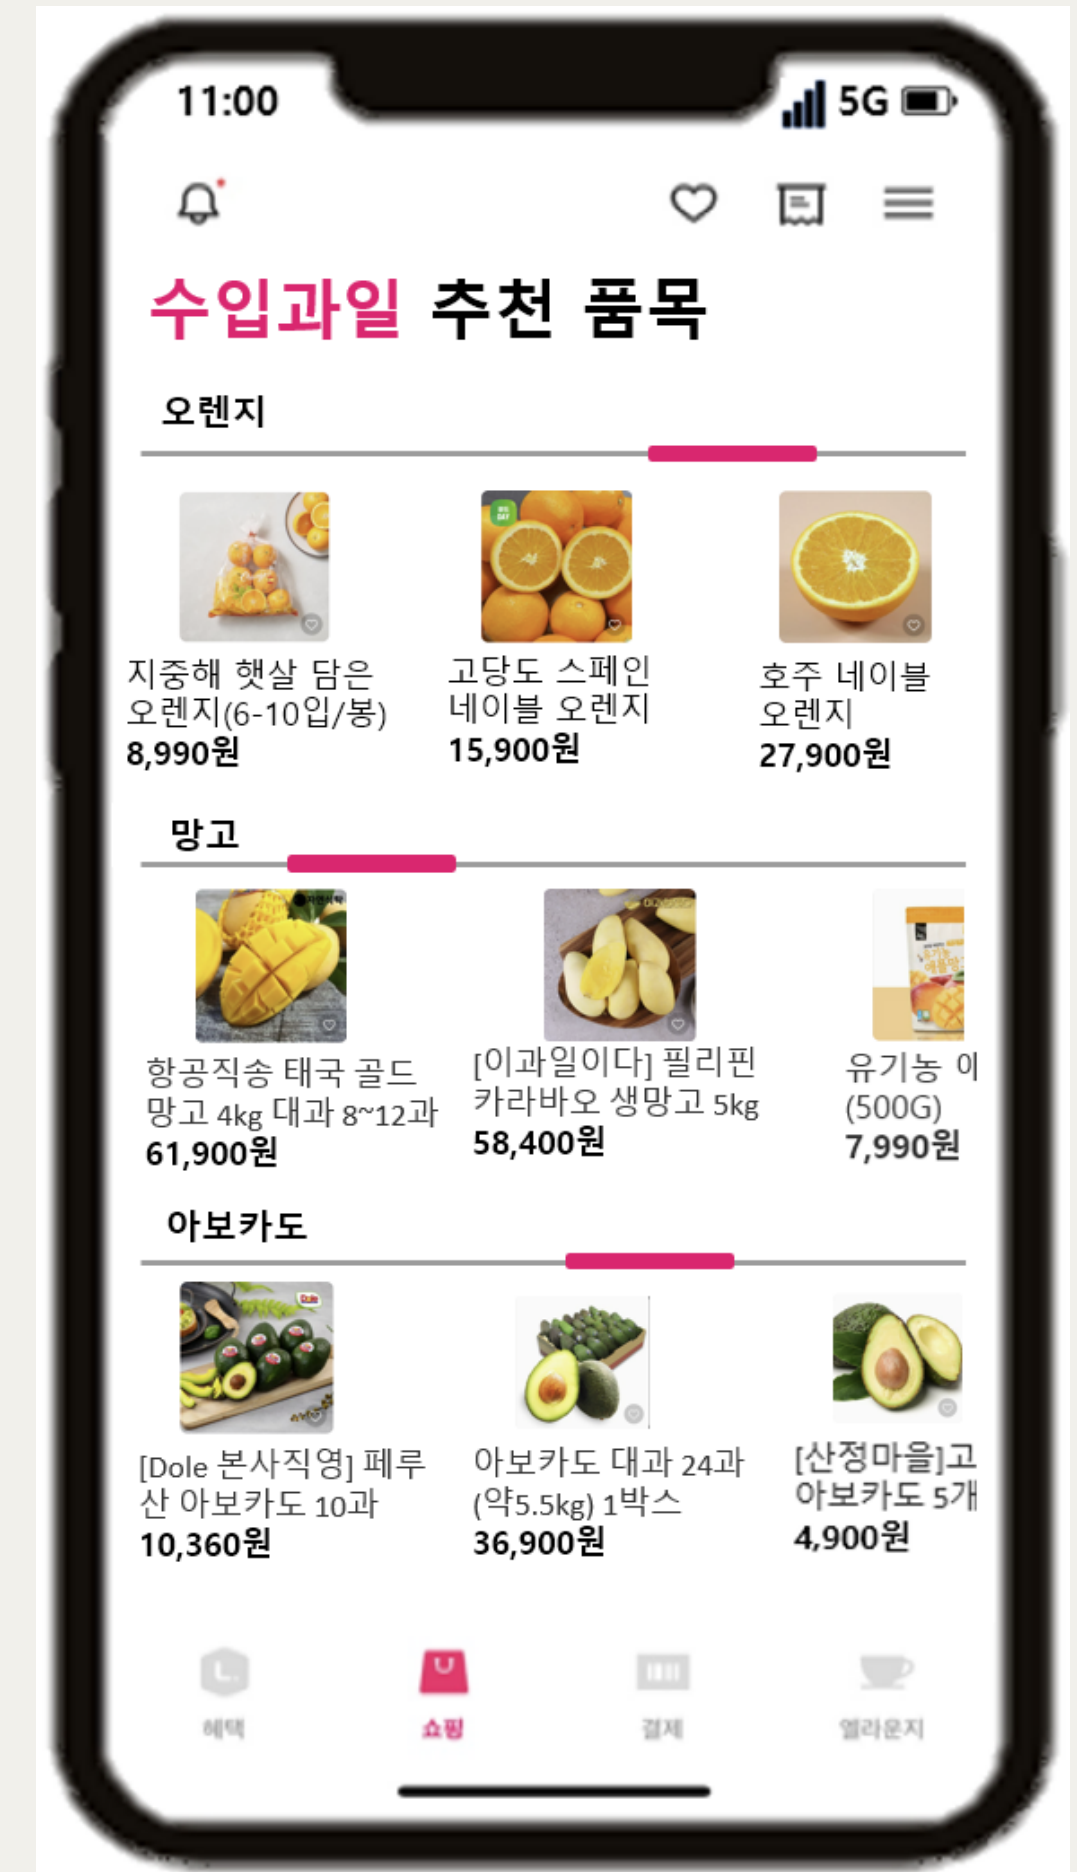 11:00
5G
수입과일 추천 품목
오렌지
지중해 햇살 담은
오렌지(6-10입/봉)
8,990원
고당도 스페인
네이블 오렌지
15,900원
호주 네이블
오렌지
27,900원
망고
항공직송 태국 골드
망고 4kg 대과 8~12과
61,900원
[이과일이다] 필리핀
카라바오 생망고 5kg
58,400원
유기농
(500G)
7,990원
아보카도
Dole
[Dole 본사직영] 페루
산 아보카도 10과
10,360원
아보카도 대과 24과
(약5.5kg) 1박스
36,900원
[산정마을]고
아보카도 5개
4,900원
L.
혜택
쇼핑
결제
엘라운지